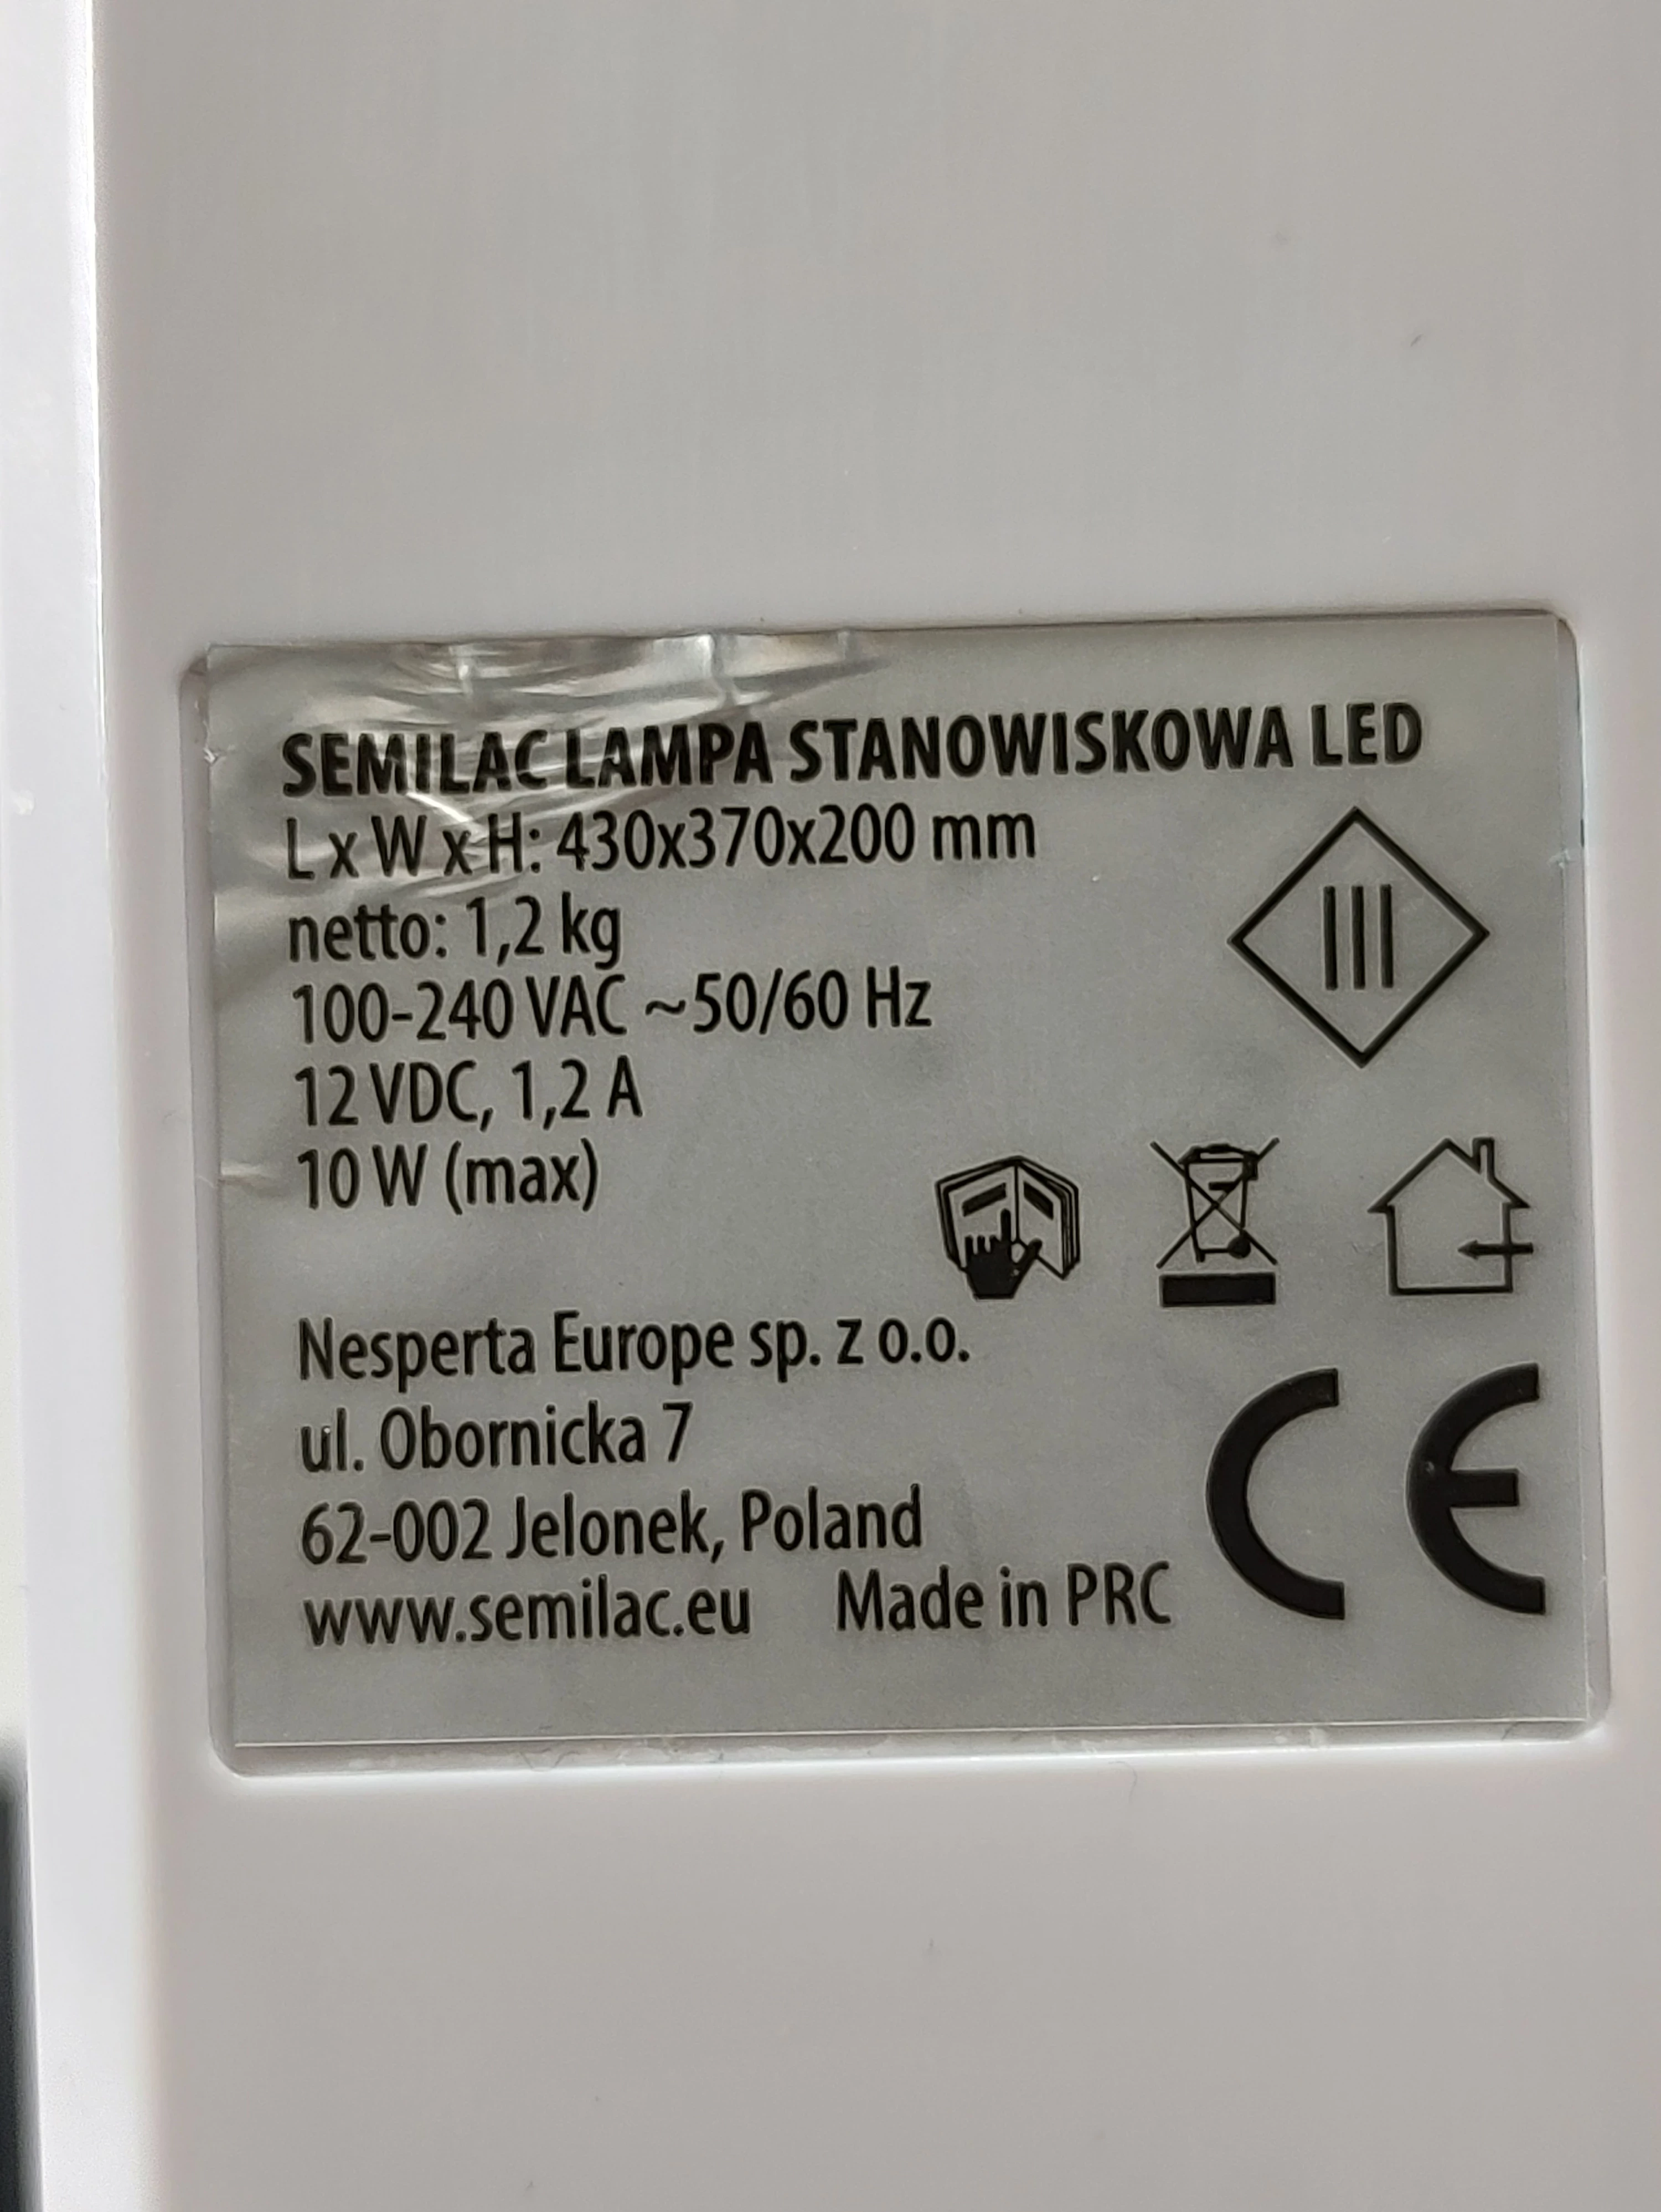 SEMILAC LAMPA STANOWISKOWA LED
L x W x H: 430x370x200 mm
netto: 1,2 kg
100-240 VAC ~50/60 Hz
12 VDC, 1,2 A
10 W (max)
III
Nesperta Europe sp. z o.o.
ul. Obornicka 7
62-002 Jelonek, Poland
www.semilac.eu Made in PRC
CE